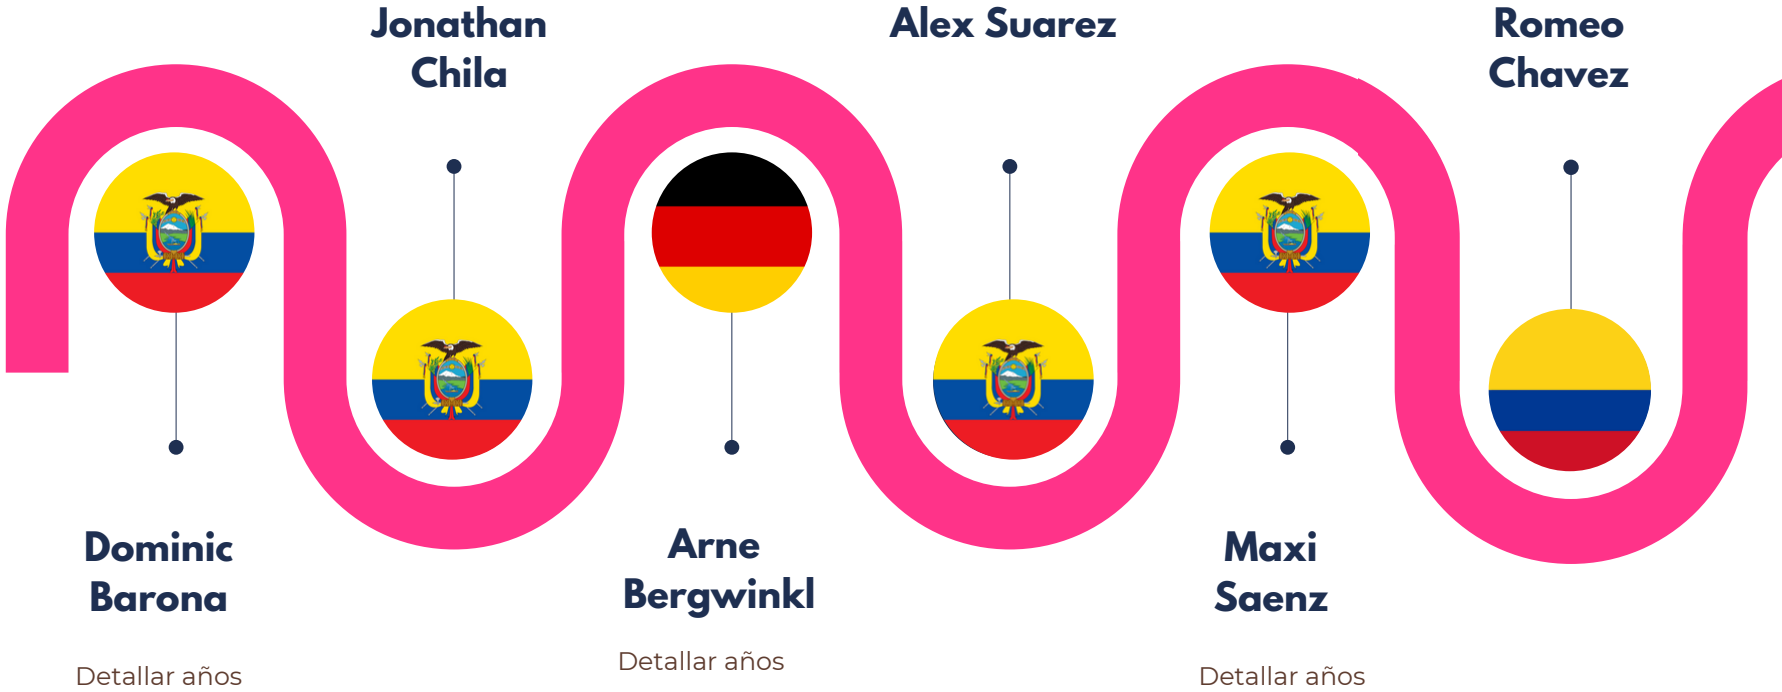 Jonathan
Chila
Alex Suarez
Romeo
Chavez
Dominic
Barona
Detallar años
Arne
Bergwinkl
Detallar años
Maxi
Saenz
Detallar años